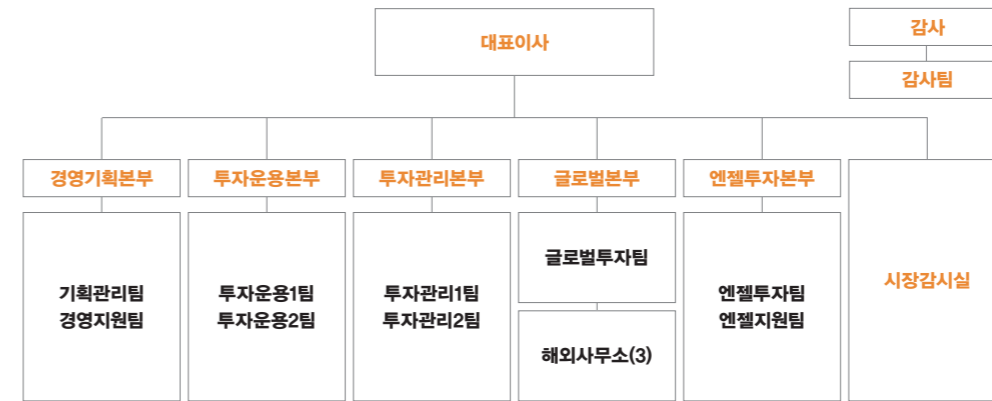 대표이사
감사
감사팀
경영기획본부
투자운용본부
투자관리본부
글로벌본부
엔젤투자본부
시장감시실
기획관리팀
경영지원팀
투자운용1팀
투자운용2팀
투자관리1팀
투자관리2팀
글로벌투자팀
해외사무소(3)
엔젤투자팀
엔젤지원팀